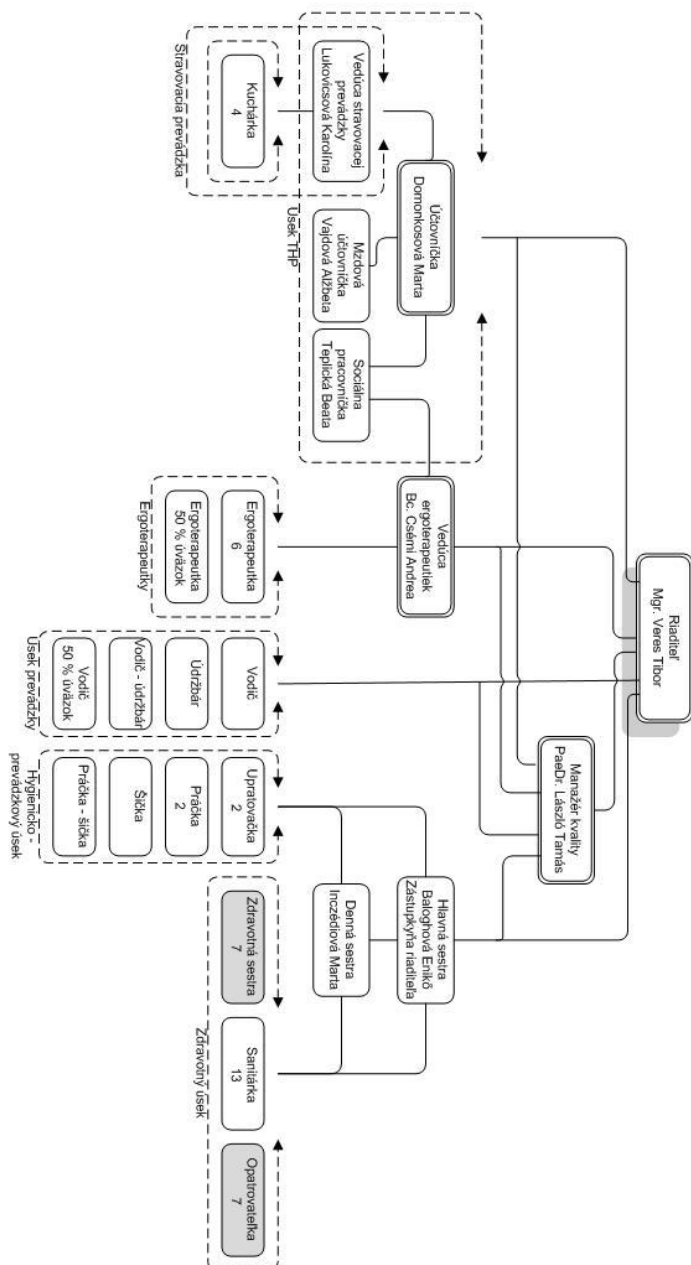 Riaditeľ
Mgr. Veres Tibor
Manažér kvality
PaeDr. László Tamás
Účtovníčka
Domonkosová Marta
Vedúca
ergoterapeutiek
Bc. Csémi Andrea
Hlavná sestra
Baloghová Enikő
Zástupkyňa riaditeľa
Vedúca stravovacej
prevádzky
Lukovicsová Karolína
Mzdová
účtovníčka
Vajdová Alžbeta
Sociálna
pracovníčka
Teplická Beata
Úsek THP
Denná sestra
Inczédiová Marta
Kuchárka
4
Stravovacia prevádzka
Ergoterapeutka
6
Ergoterapeutka
50 % úväzok
Ergoterapeutky
Vodič
Údržbár
Vodič - údržbár
Vodič
50 % úväzok
Úsek prevádzky
Upratovačka
2
Práčka
2
Šička
Práčka - šička
Hygienicko -
prevádzkový úsek
Zdravotná sestra
7
Sanitárka
13
Opatrovateľka
7
Zdravotný úsek